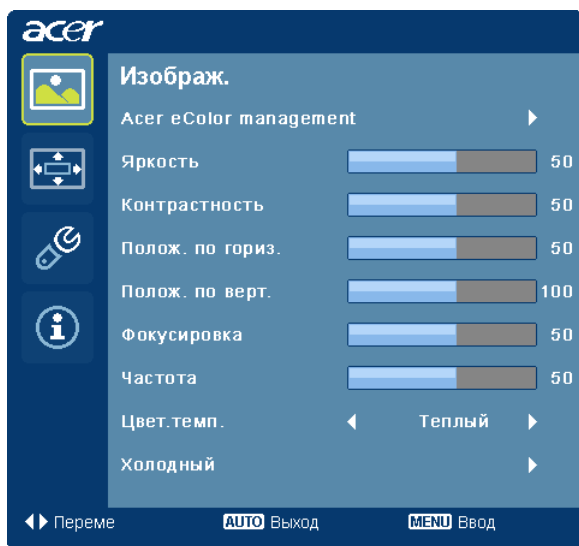 acer
Изображ.
Acer eColor management
Яркость 50
Контрастность 50
Полож. по гориз. 50
Полож. по верт. 100
Фокусировка 50
Частота 50
Цвет.темп. Теплый
Холодный
Переме AUTO Выход MENU Ввод